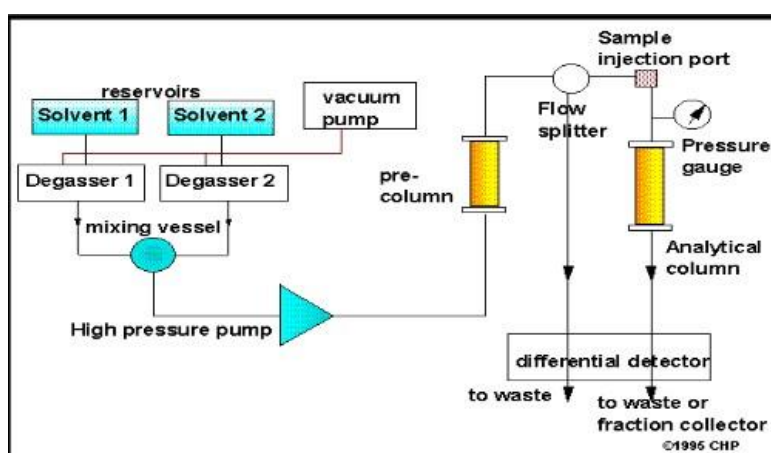 reservoirs
Solvent 1
Solvent 2
vacuum
pump
Degasser 1
Degasser 2
mixing vessel
High pressure pump
pre-
column
Flow
splitter
Sample
injection port
Pressure
gauge
Analytical
column
differential detector
to waste
to waste or
fraction collector
©1995 CHP